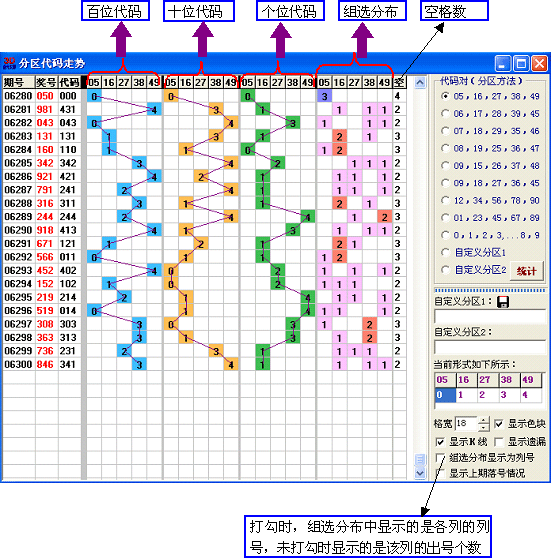 百位代码 十位代码 个位代码 组选分布 空格数
分区代码走势
期号 奖号 代码 05 16 27 38 49 05 16 27 38 49 05 16 27 38 49 05 16 27 38 49 空
06280 050 000 0 0 0 3 4
06281 981 431 4 3 1 1 1 1 2
06282 043 043 0 4 3 1 1 1 2
06283 131 131 1 3 1 2 1 3
06284 160 110 1 1 0 1 2 3
06285 342 342 3 4 2 1 1 1 2
06286 921 421 4 2 1 1 1 1 2
06287 791 241 2 4 1 1 1 1 2
06288 316 311 3 1 1 2 1 3
06289 244 244 2 4 4 1 2 3
06290 918 413 4 1 3 1 1 1 2
06291 671 121 1 2 1 2 1 3
06292 566 011 0 1 1 1 2 3
06293 452 402 4 0 2 1 1 1 2
06294 152 102 1 0 2 1 1 1 2
06295 219 214 2 1 4 1 1 1 2
06296 519 014 0 1 4 1 1 1 2
06297 308 303 3 0 3 1 2 3
06298 363 313 3 1 3 1 2 3
06299 736 231 2 3 1 1 1 1 2
06300 846 341 3 4 1 1 1 1 2
代码对（分区方法）
05,16,27,38,49
06,17,28,39,45
07,18,29,35,46
08,19,25,36,47
09,15,26,37,48
09,18,27,36,45
12,34,56,78,90
01,23,45,67,89
0,1,2,3,...8,9
自定义分区1
自定义分区2 统计
自定义分区1：
自定义分区2：
当前形式如下所示：
05 16 27 38 49
0 1 2 3 4
格宽 18 显示色块
显示K线 显示遗漏
组选分布显示为列号
显示上期落号情况
打勾时，组选分布中显示的是各列的列
号，未打勾时显示的是该列的出号个数